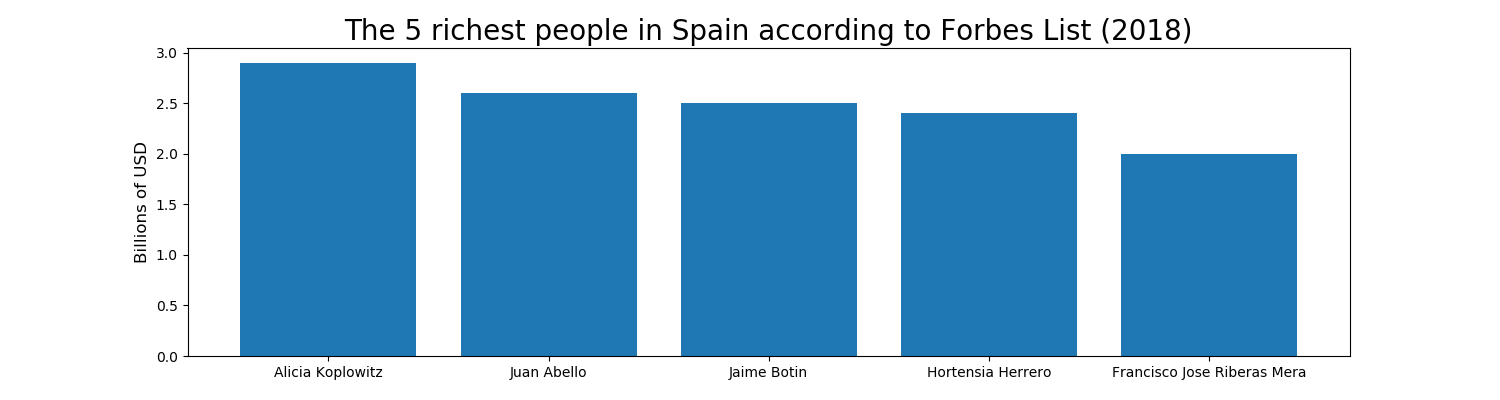 The 5 richest people in Spain according to Forbes List (2018)
Billions of USD
3.0
2.5
2.0
1.5
1.0
0.5
0.0
Alicia Koplowitz
Juan Abello
Jaime Botin
Hortensia Herrero
Francisco Jose Riberas Mera